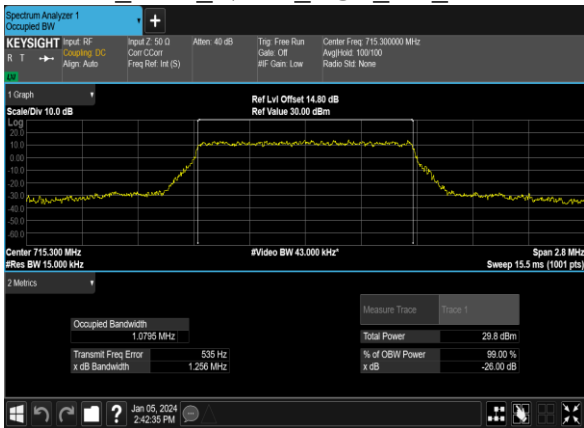 Spectrum Analyzer 1
Occupied BW
KEYSIGHT
R T
LV
Input: RF
Coupling: DC
Align: Auto
Input Z: 50 Ω
Corr CCorr
Freq Ref: Int (S)
Atten: 40 dB
Trig: Free Run
Gate: Off
#IF Gain: Low
Center Freq: 715.300000 MHz
Avg|Hold: 100/100
Radio Std: None
1 Graph
Scale/Div 10.0 dB
Ref Lvl Offset 14.80 dB
Ref Value 30.00 dBm
Log
20.0
10.0
0.00
-10.0
-20.0
-30.0
-40.0
-50.0
-60.0
Center 715.300 MHz
#Res BW 15.000 kHz
#Video BW 43.000 kHz*
Span 2.8 MHz
Sweep 15.5 ms (1001 pts)
2 Metrics
Measure Trace Trace 1
Occupied Bandwidth
1.0795 MHz
Total Power 29.8 dBm
Transmit Freq Error 535 Hz
% of OBW Power 99.00 %
x dB Bandwidth 1.256 MHz
x dB -26.00 dB
?
Jan 05, 2024
2:42:35 PM